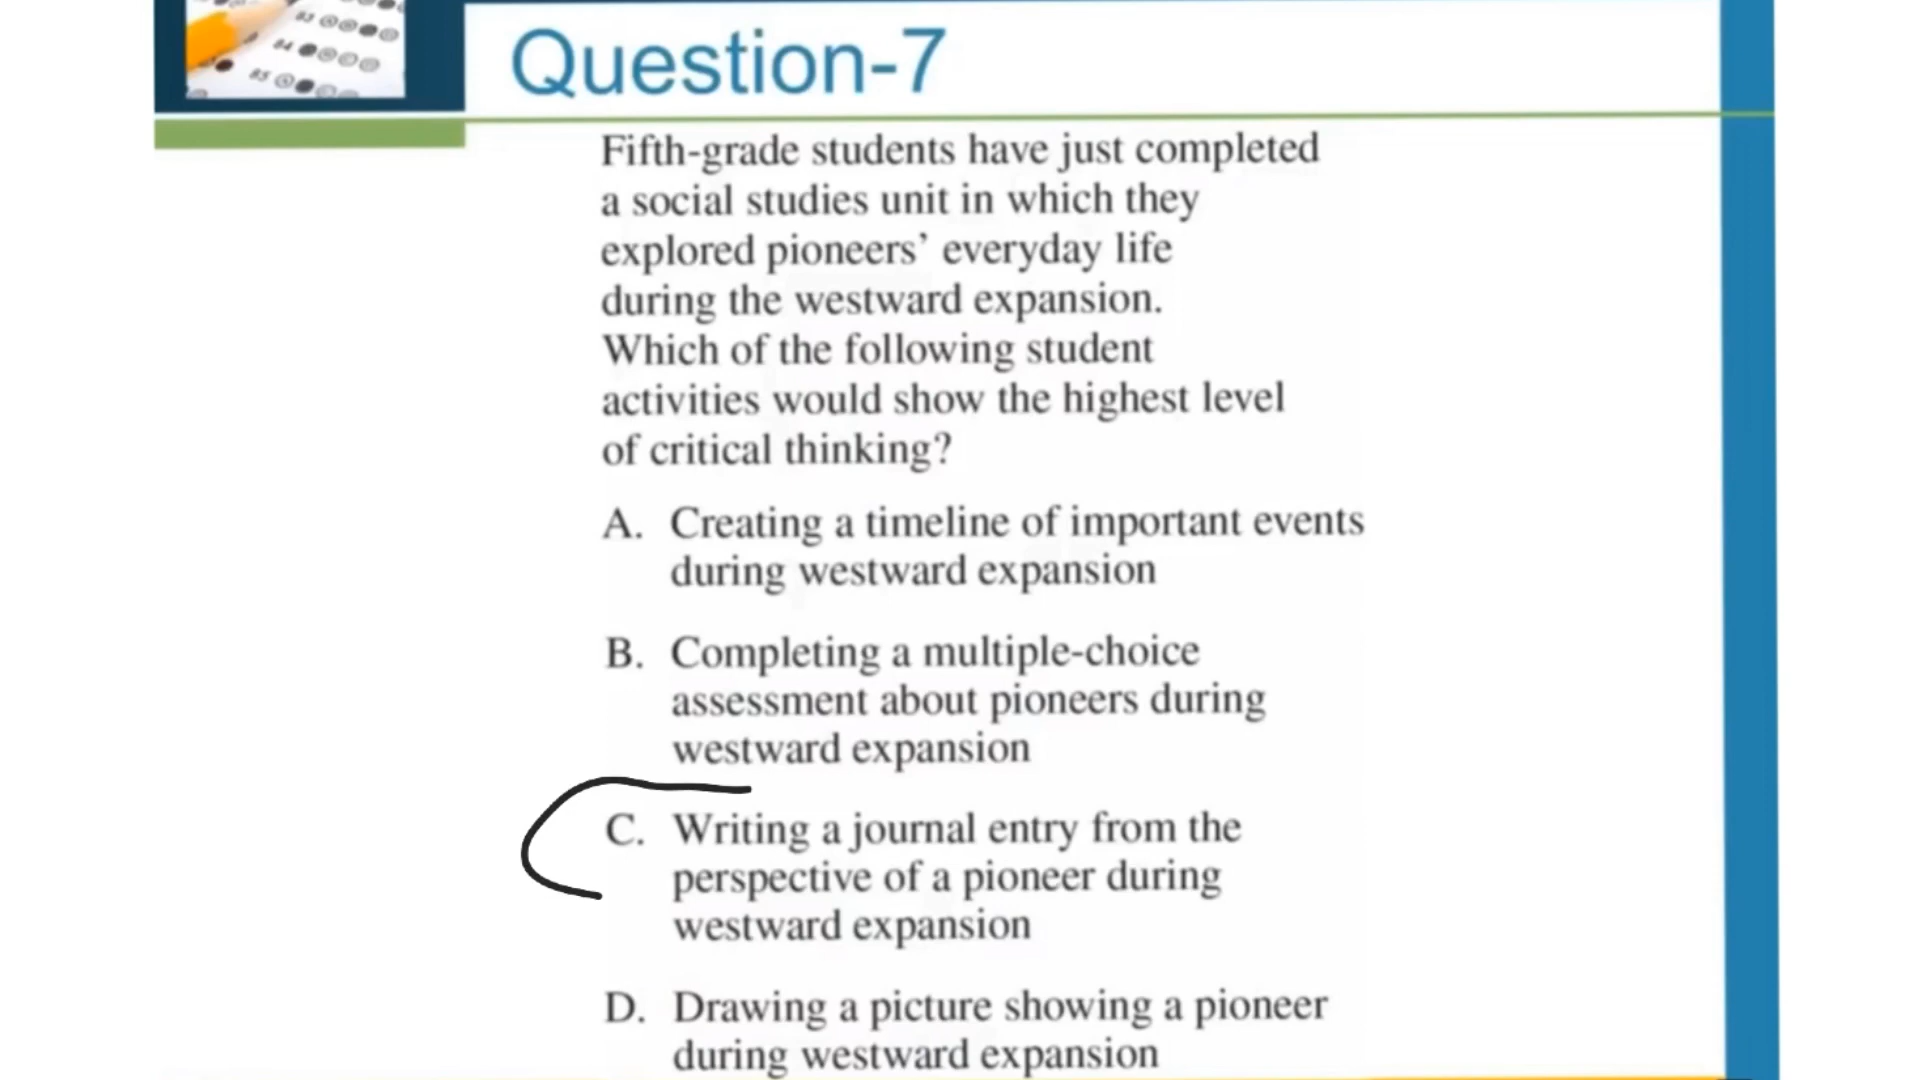 83
84
85
Question-7
Fifth-grade students have just completed
a social studies unit in which they
explored pioneers’ everyday life
during the westward expansion.
Which of the following student
activities would show the highest level
of critical thinking?
A. Creating a timeline of important events
during westward expansion
B. Completing a multiple-choice
assessment about pioneers during
westward expansion
C. Writing a journal entry from the
perspective of a pioneer during
westward expansion
D. Drawing a picture showing a pioneer
during westward expansion